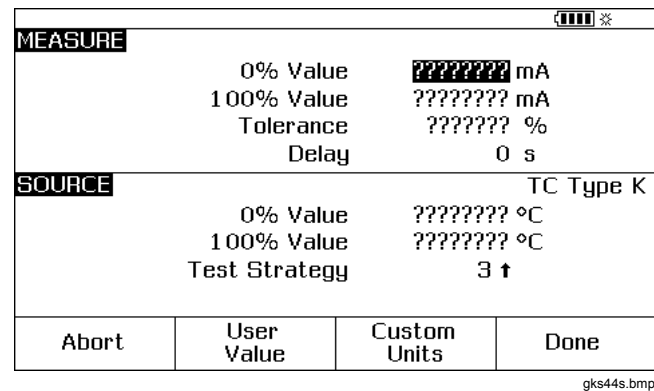 MEASURE
0% Value ???????? mA
100% Value ???????? mA
Tolerance ??????? %
Delay 0 s
SOURCE TC Type K
0% Value ???????? °C
100% Value ???????? °C
Test Strategy 3 ↑
Abort User Value Custom Units Done
gks44s.bmp